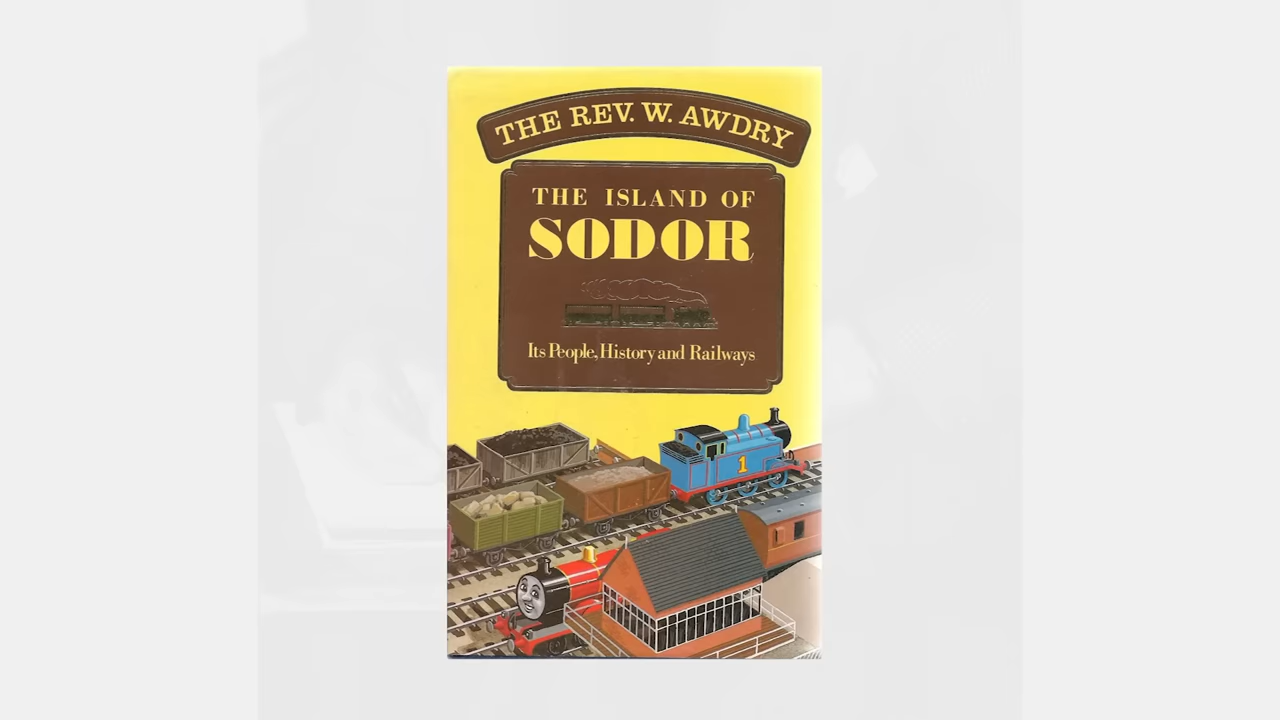 THE REV. W. AWDRY
THE ISLAND OF
SODOR
Its People, History and Railways
1